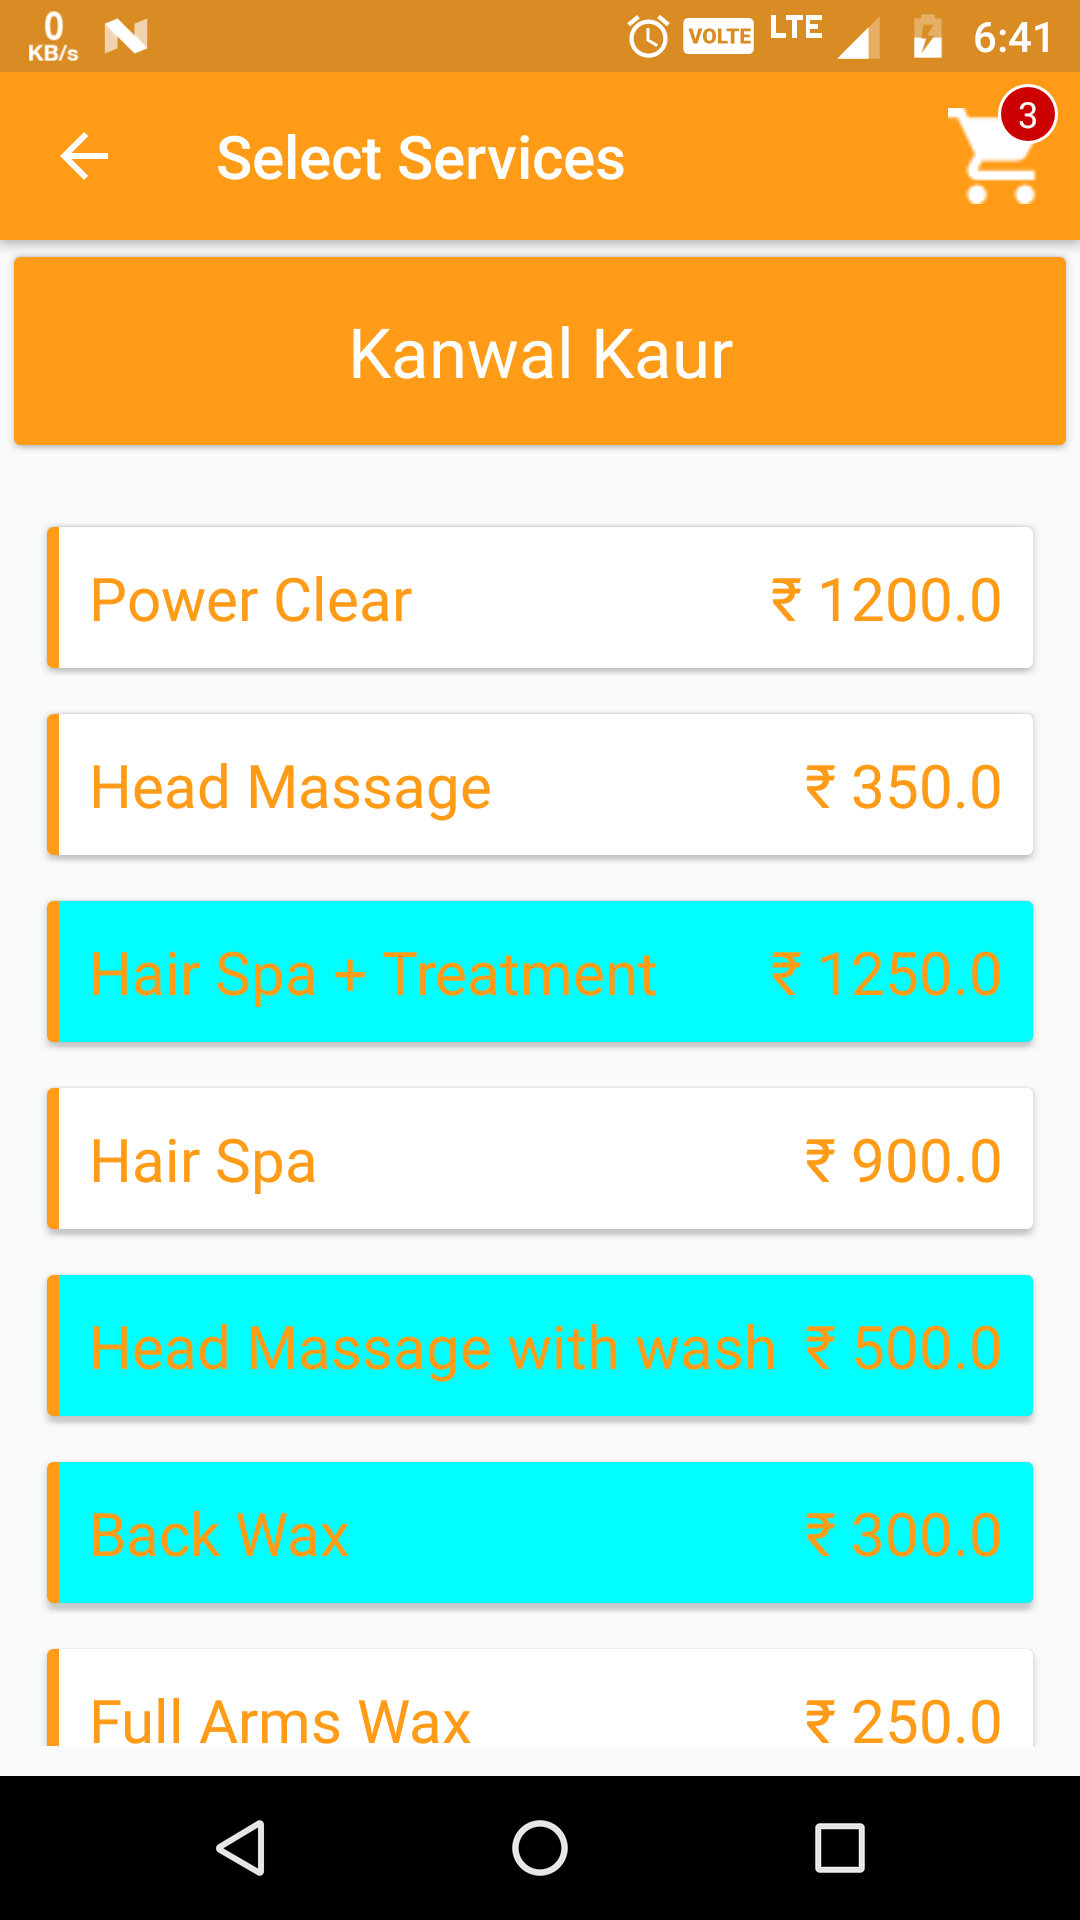 0
KB/s
VOLTE
LTE
6:41
Select Services
3
Kanwal Kaur
Power Clear ₹ 1200.0
Head Massage ₹ 350.0
Hair Spa + Treatment ₹ 1250.0
Hair Spa ₹ 900.0
Head Massage with wash ₹ 500.0
Back Wax ₹ 300.0
Full Arms Wax ₹ 250.0